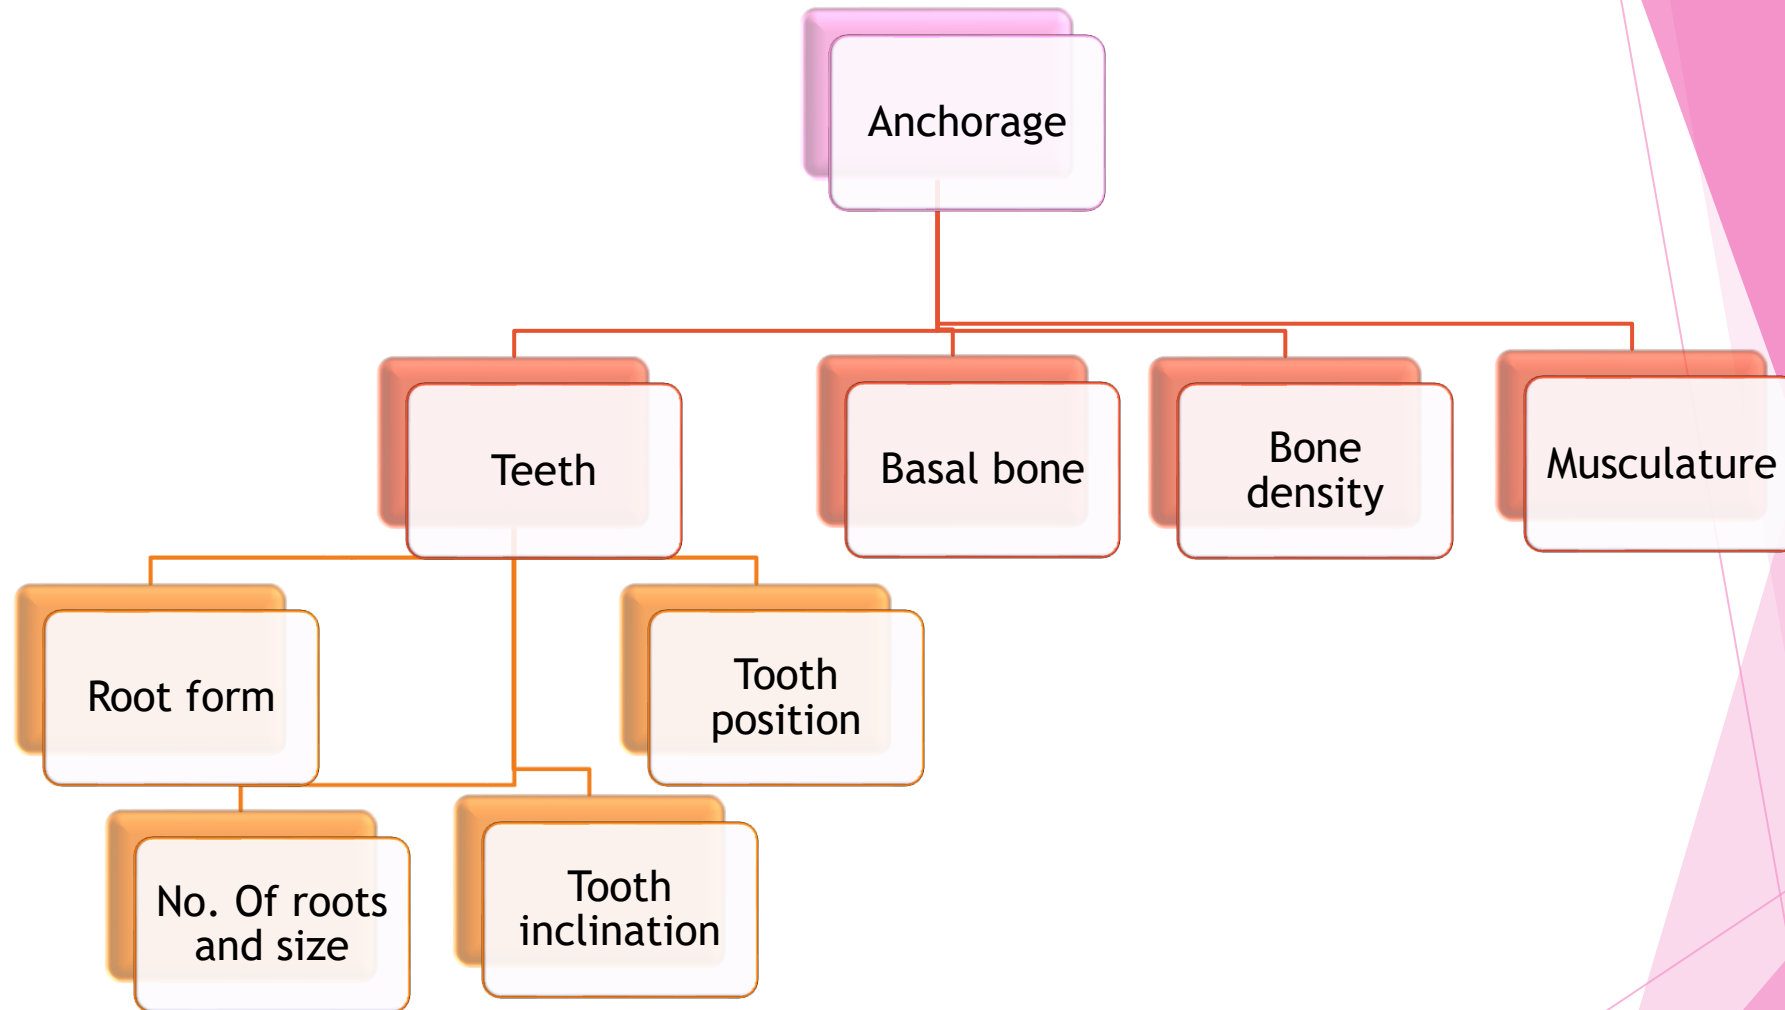 Anchorage
Teeth
Basal bone
Bone
density
Musculature
Root form
Tooth
position
No. Of roots
and size
Tooth
inclination